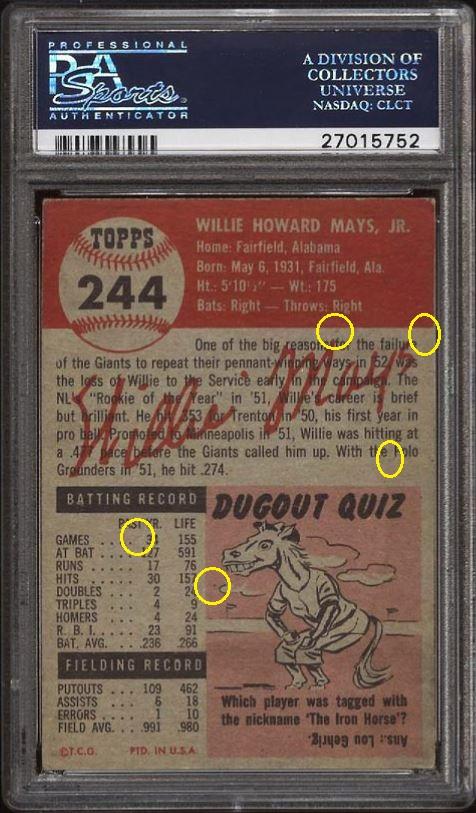 PROFESSIONAL
PSA
Sports
AUTHENTICATOR
A DIVISION OF
COLLECTORS
UNIVERSE
NASDAQ: CLCT
27015752
TOPPS
244
WILLIE HOWARD MAYS, JR.
Home: Fairfield, Alabama
Born: May 6, 1931, Fairfield, Ala.
Ht.: 5'10½" — Wt.: 175
Bats: Right — Throws: Right
One of the big reasons for the failure
of the Giants to repeat their pennant-winning ways in '52 was
the loss of Willie to the Service early in the campaign. The
NL's "Rookie of the Year" in '51, Willie's career is brief
but brilliant. He hit .353 for Trenton in '50, his first year in
pro ball. Promoted to Minneapolis in '51, Willie was hitting at
a .477 pace before the Giants called him up. With the Polo
Grounders in '51, he hit .274.
Willie Mays
BATTING RECORD
PAST YR. LIFE
GAMES . . . . 34 155
AT BAT . . . . 127 591
RUNS . . . . 17 76
HITS . . . . 30 157
DOUBLES . . 2 24
TRIPLES . . . 4 9
HOMERS . . . 4 24
R. B. I. . . . . 23 91
BAT. AVG. . .236 .266
FIELDING RECORD
PUTOUTS . . . 109 462
ASSISTS . . . 6 18
ERRORS . . . . 1 10
FIELD AVG. . .991 .980
©T.C.G. PTD. IN U.S.A
DUGOUT QUIZ
Which player was tagged with
the nickname 'The Iron Horse'?
Ans.: Lou Gehrig.